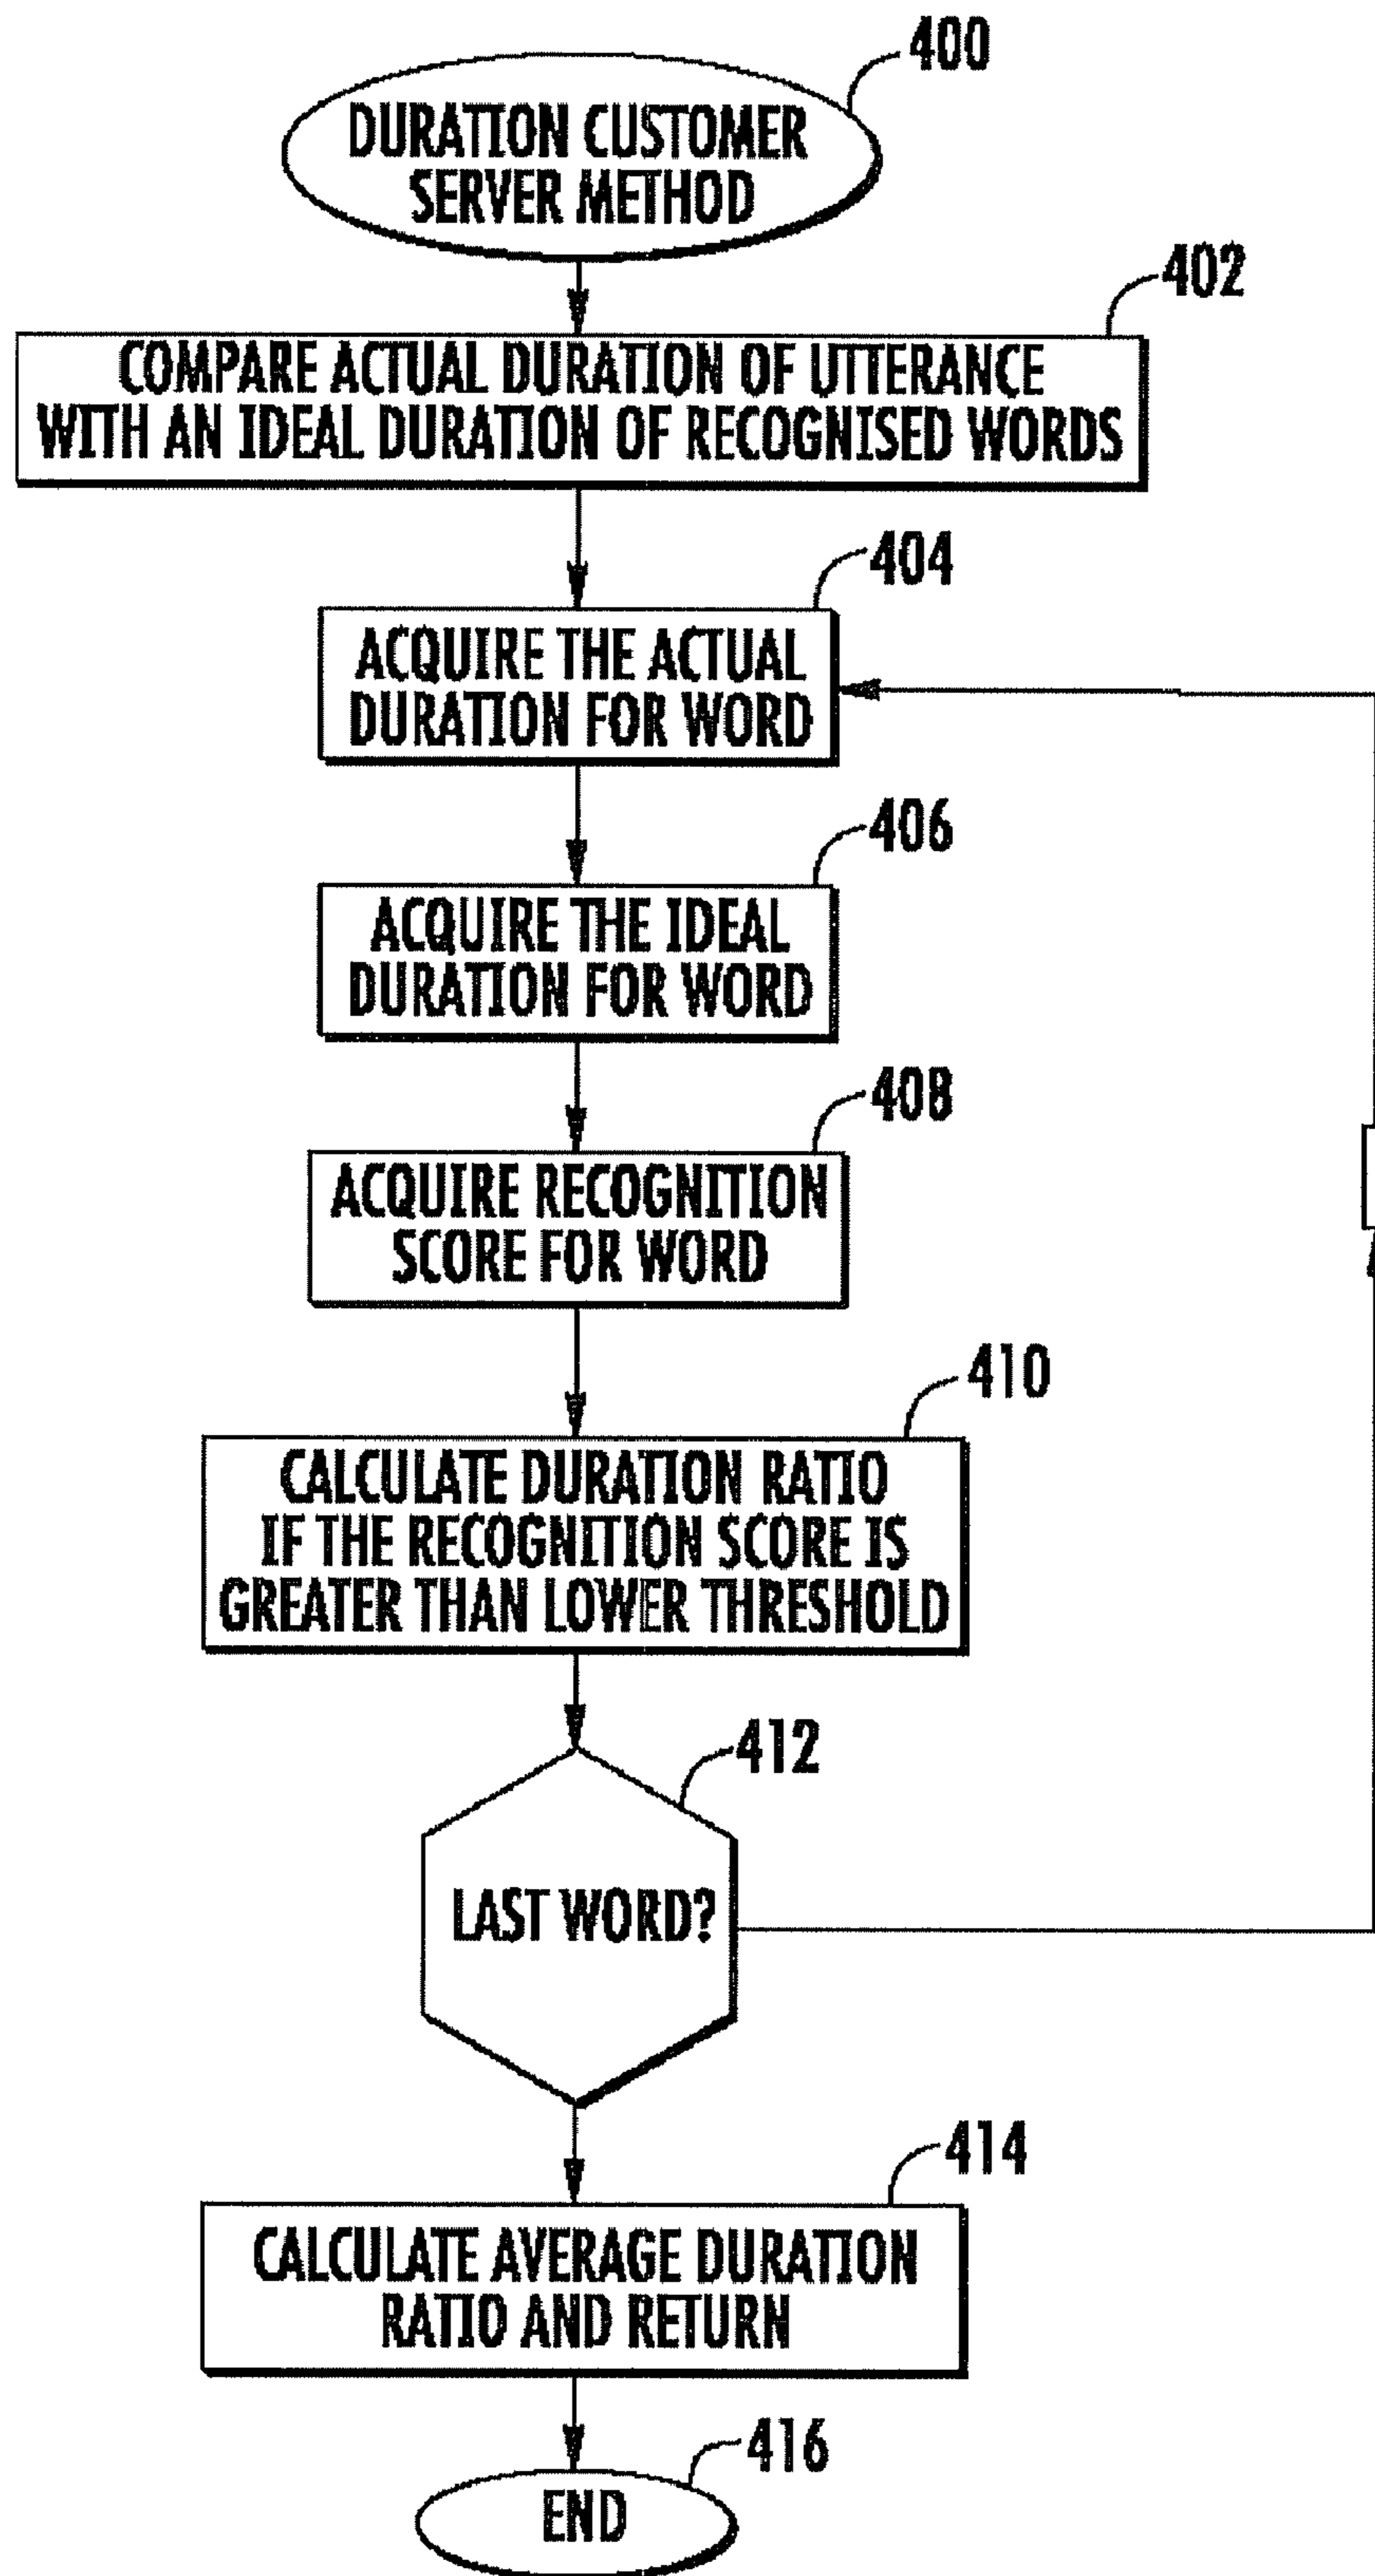 400
DURATION CUSTOMER
SERVER METHOD
402
COMPARE ACTUAL DURATION OF UTTERANCE
WITH AN IDEAL DURATION OF RECOGNISED WORDS
404
ACQUIRE THE ACTUAL
DURATION FOR WORD
406
ACQUIRE THE IDEAL
DURATION FOR WORD
408
ACQUIRE RECOGNITION
SCORE FOR WORD
410
CALCULATE DURATION RATIO
IF THE RECOGNITION SCORE IS
GREATER THAN LOWER THRESHOLD
412
LAST WORD?
414
CALCULATE AVERAGE DURATION
RATIO AND RETURN
416
END